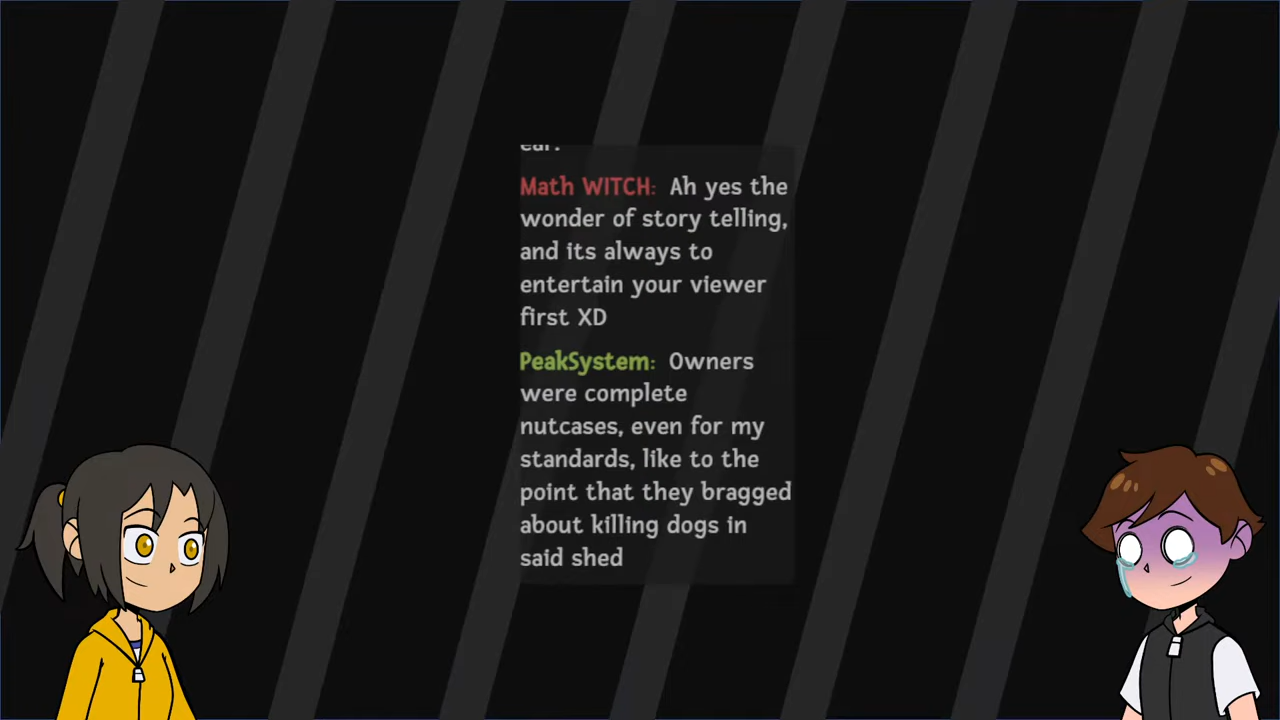 ear.
Math WITCH: Ah yes the
wonder of story telling,
and its always to
entertain your viewer
first XD
PeakSystem: Owners
were complete
nutcases, even for my
standards, like to the
point that they bragged
about killing dogs in
said shed